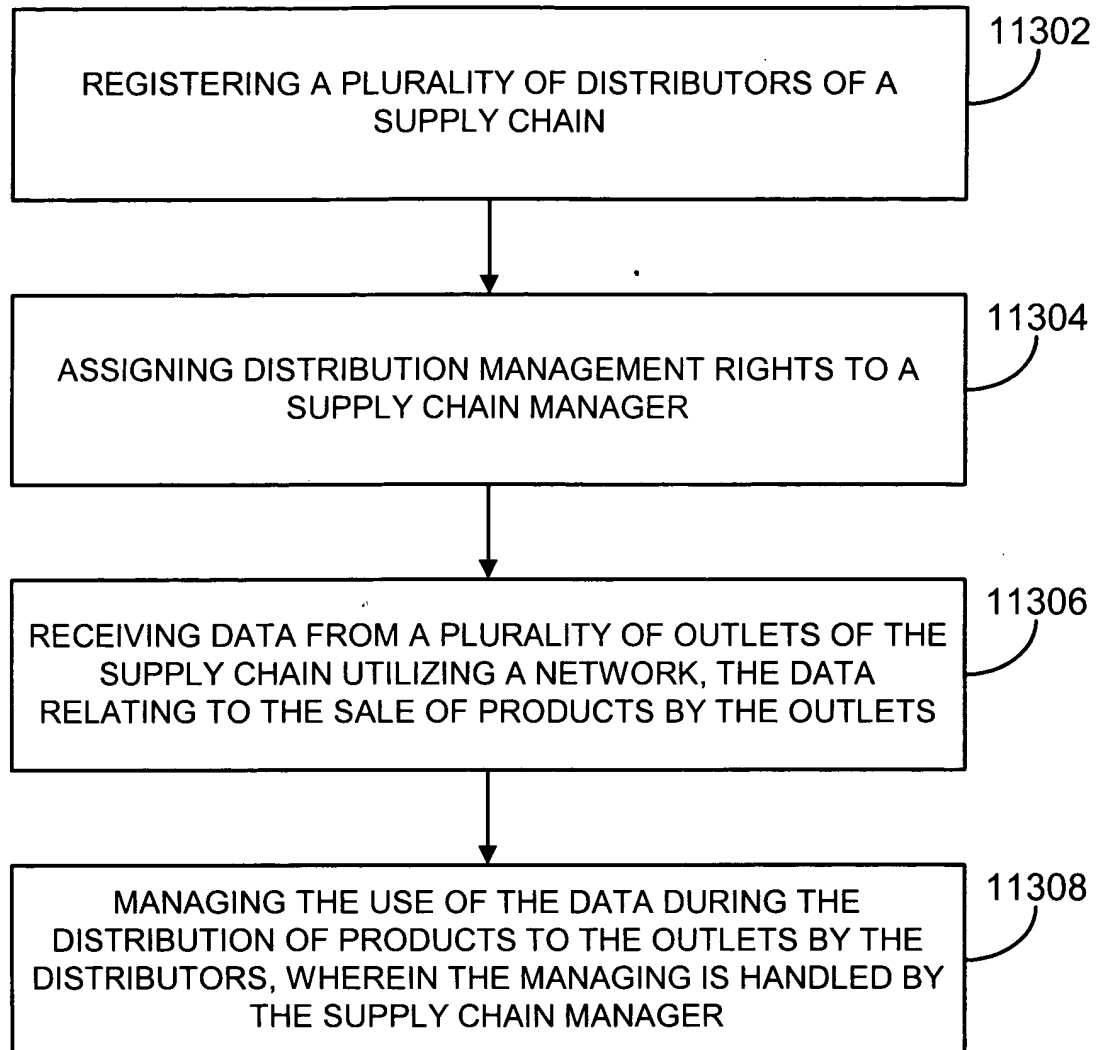 11302
REGISTERING A PLURALITY OF DISTRIBUTORS OF A
SUPPLY CHAIN
11304
ASSIGNING DISTRIBUTION MANAGEMENT RIGHTS TO A
SUPPLY CHAIN MANAGER
11306
RECEIVING DATA FROM A PLURALITY OF OUTLETS OF THE
SUPPLY CHAIN UTILIZING A NETWORK, THE DATA
RELATING TO THE SALE OF PRODUCTS BY THE OUTLETS
11308
MANAGING THE USE OF THE DATA DURING THE
DISTRIBUTION OF PRODUCTS TO THE OUTLETS BY THE
DISTRIBUTORS, WHEREIN THE MANAGING IS HANDLED BY
THE SUPPLY CHAIN MANAGER